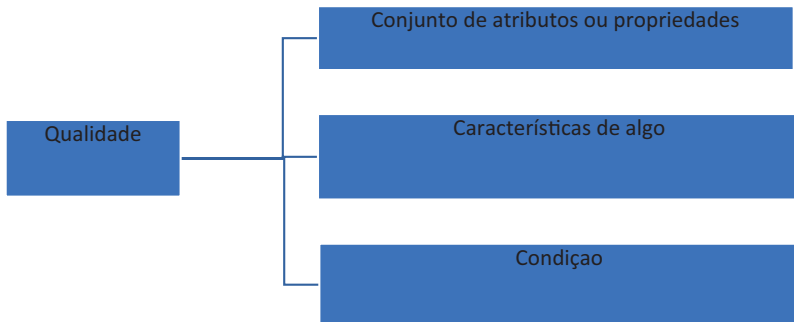 Conjunto de atributos ou propriedades
Qualidade
Características de algo
Condiçao